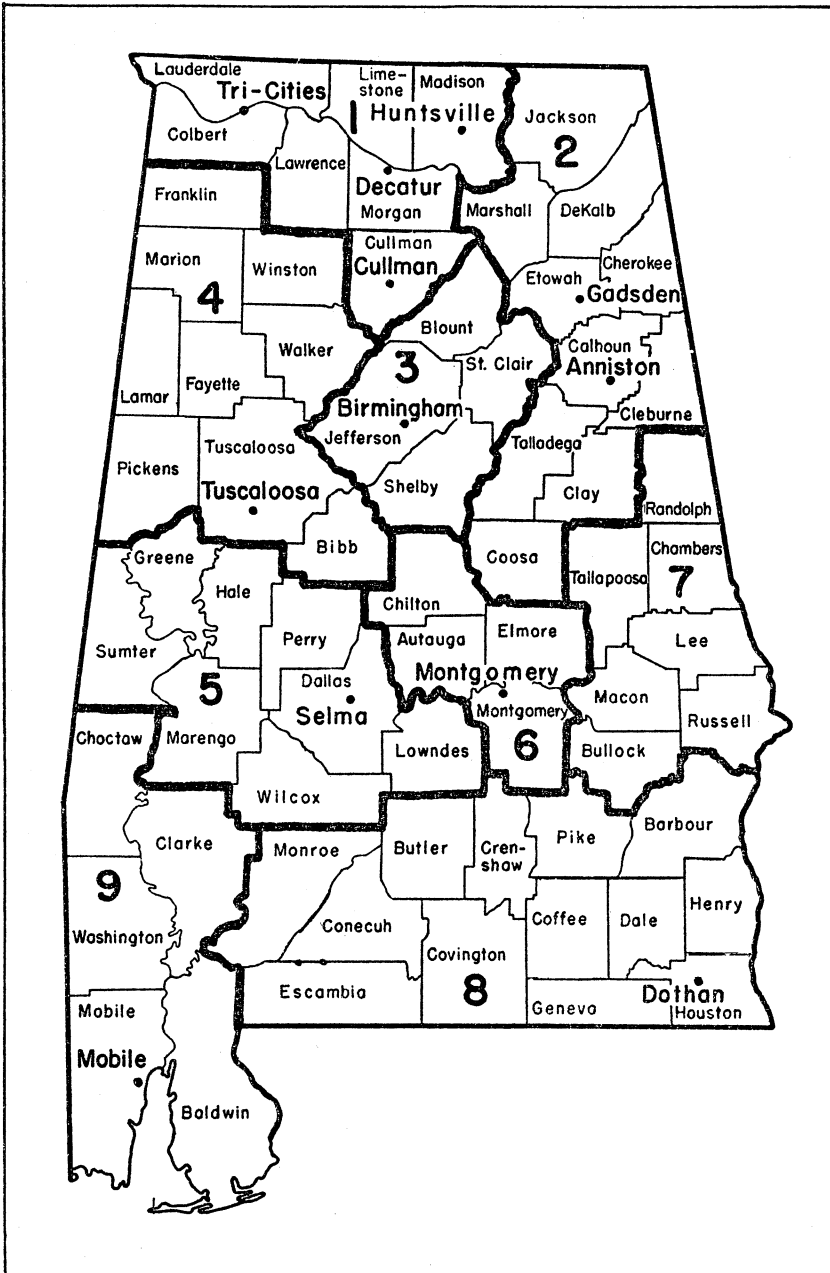 Lauderdale
Tri-Cities
Lime-
stone
Madison
1
Huntsville
Jackson
2
Colbert
Lawrence
Decatur
Morgan
Marshall
DeKalb
Franklin
Cullman
Cullman
Marion
Winston
4
Etowah
Cherokee
Gadsden
Blount
Walker
3
St. Clair
Calhoun
Anniston
Lamar
Fayette
Birmingham
Jefferson
Cleburne
Tuscaloosa
Talladega
Pickens
Tuscaloosa
Shelby
Clay
Randolph
Greene
Bibb
Coosa
Chambers
Hale
Tallapoosa
7
Chilton
Perry
Autauga
Elmore
Lee
Sumter
Dallas
Montgomery
5
Selma
Montgomery
Macon
Russell
Choctaw
Marengo
Lowndes
6
Bullock
Wilcox
Clarke
Monroe
Butler
Cren-
shaw
Pike
Barbour
9
Washington
Conecuh
Coffee
Dale
Henry
Covington
Escambia
8
Dothan
Mobile
Geneva
Houston
Mobile
Baldwin